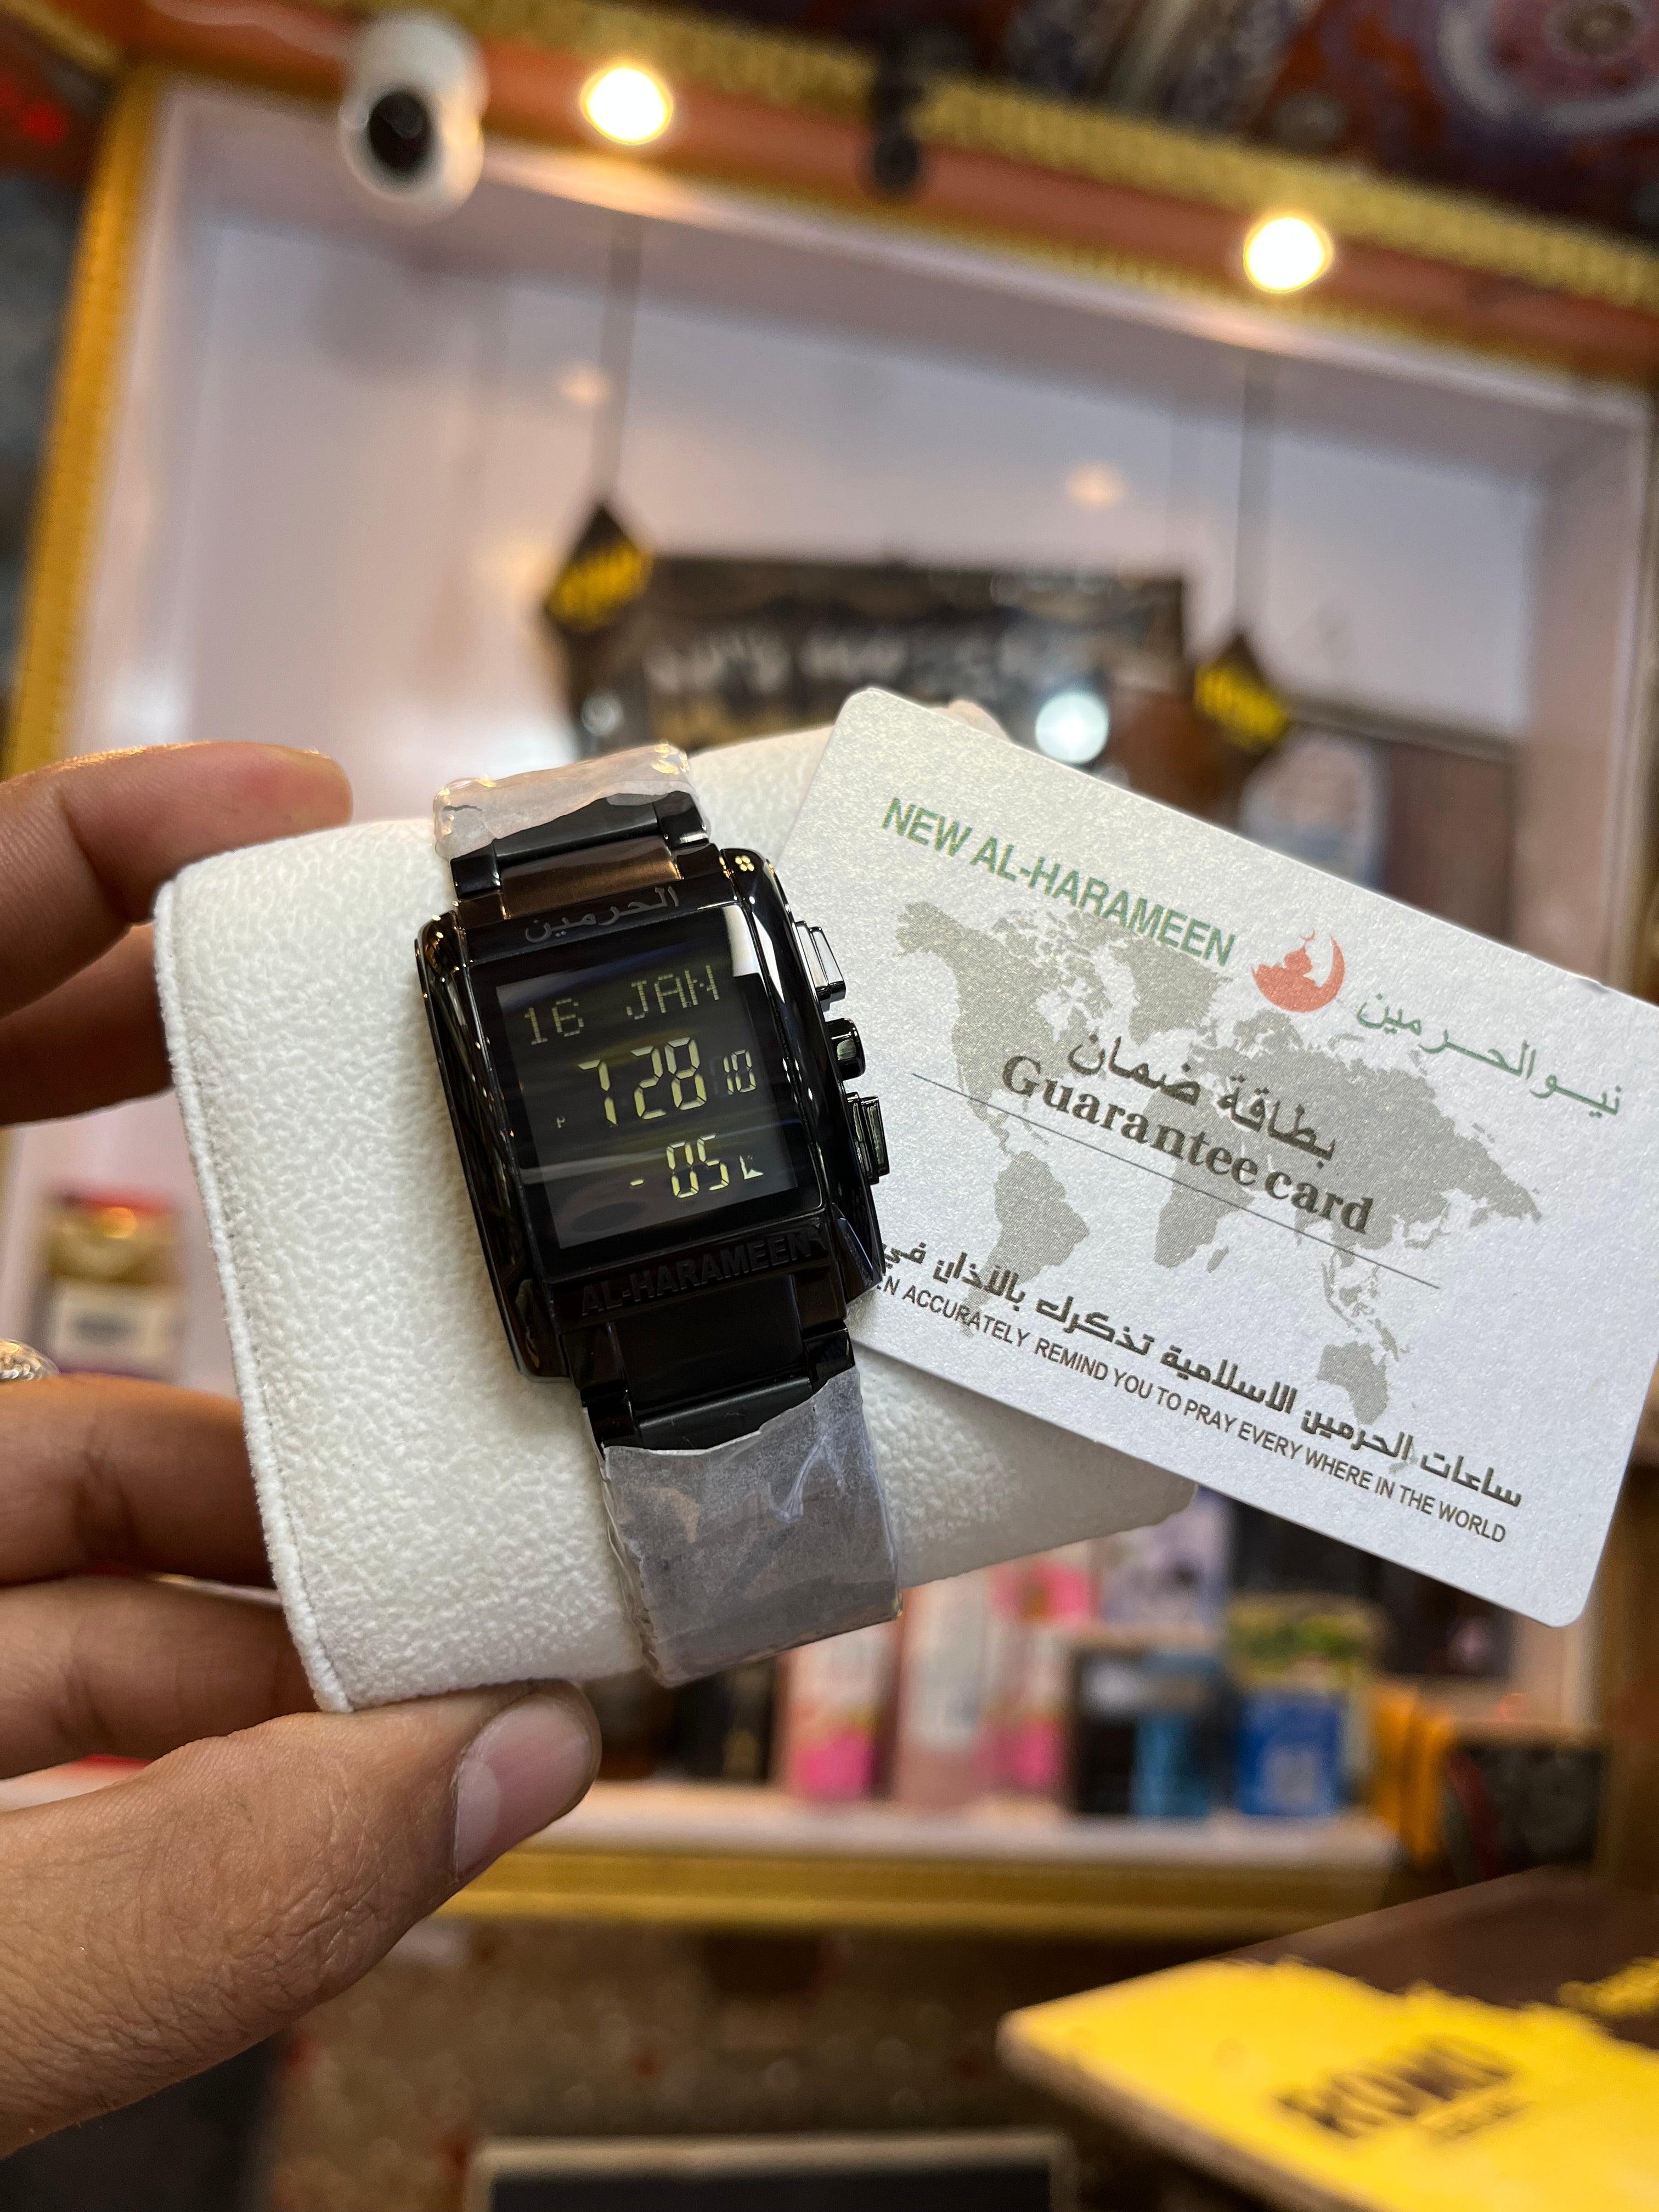 الحرمين
16 JAN
P 7 28 10
- 05
AL-HARAMEEN
NEW AL-HARAMEEN
نيو الحرمين
بطاقة ضمان
Guarantee card
ساعات الحرمين الاسلامية تذكرك بالآذان في
ACCURATELY REMIND YOU TO PRAY EVERY WHERE IN THE WORLD